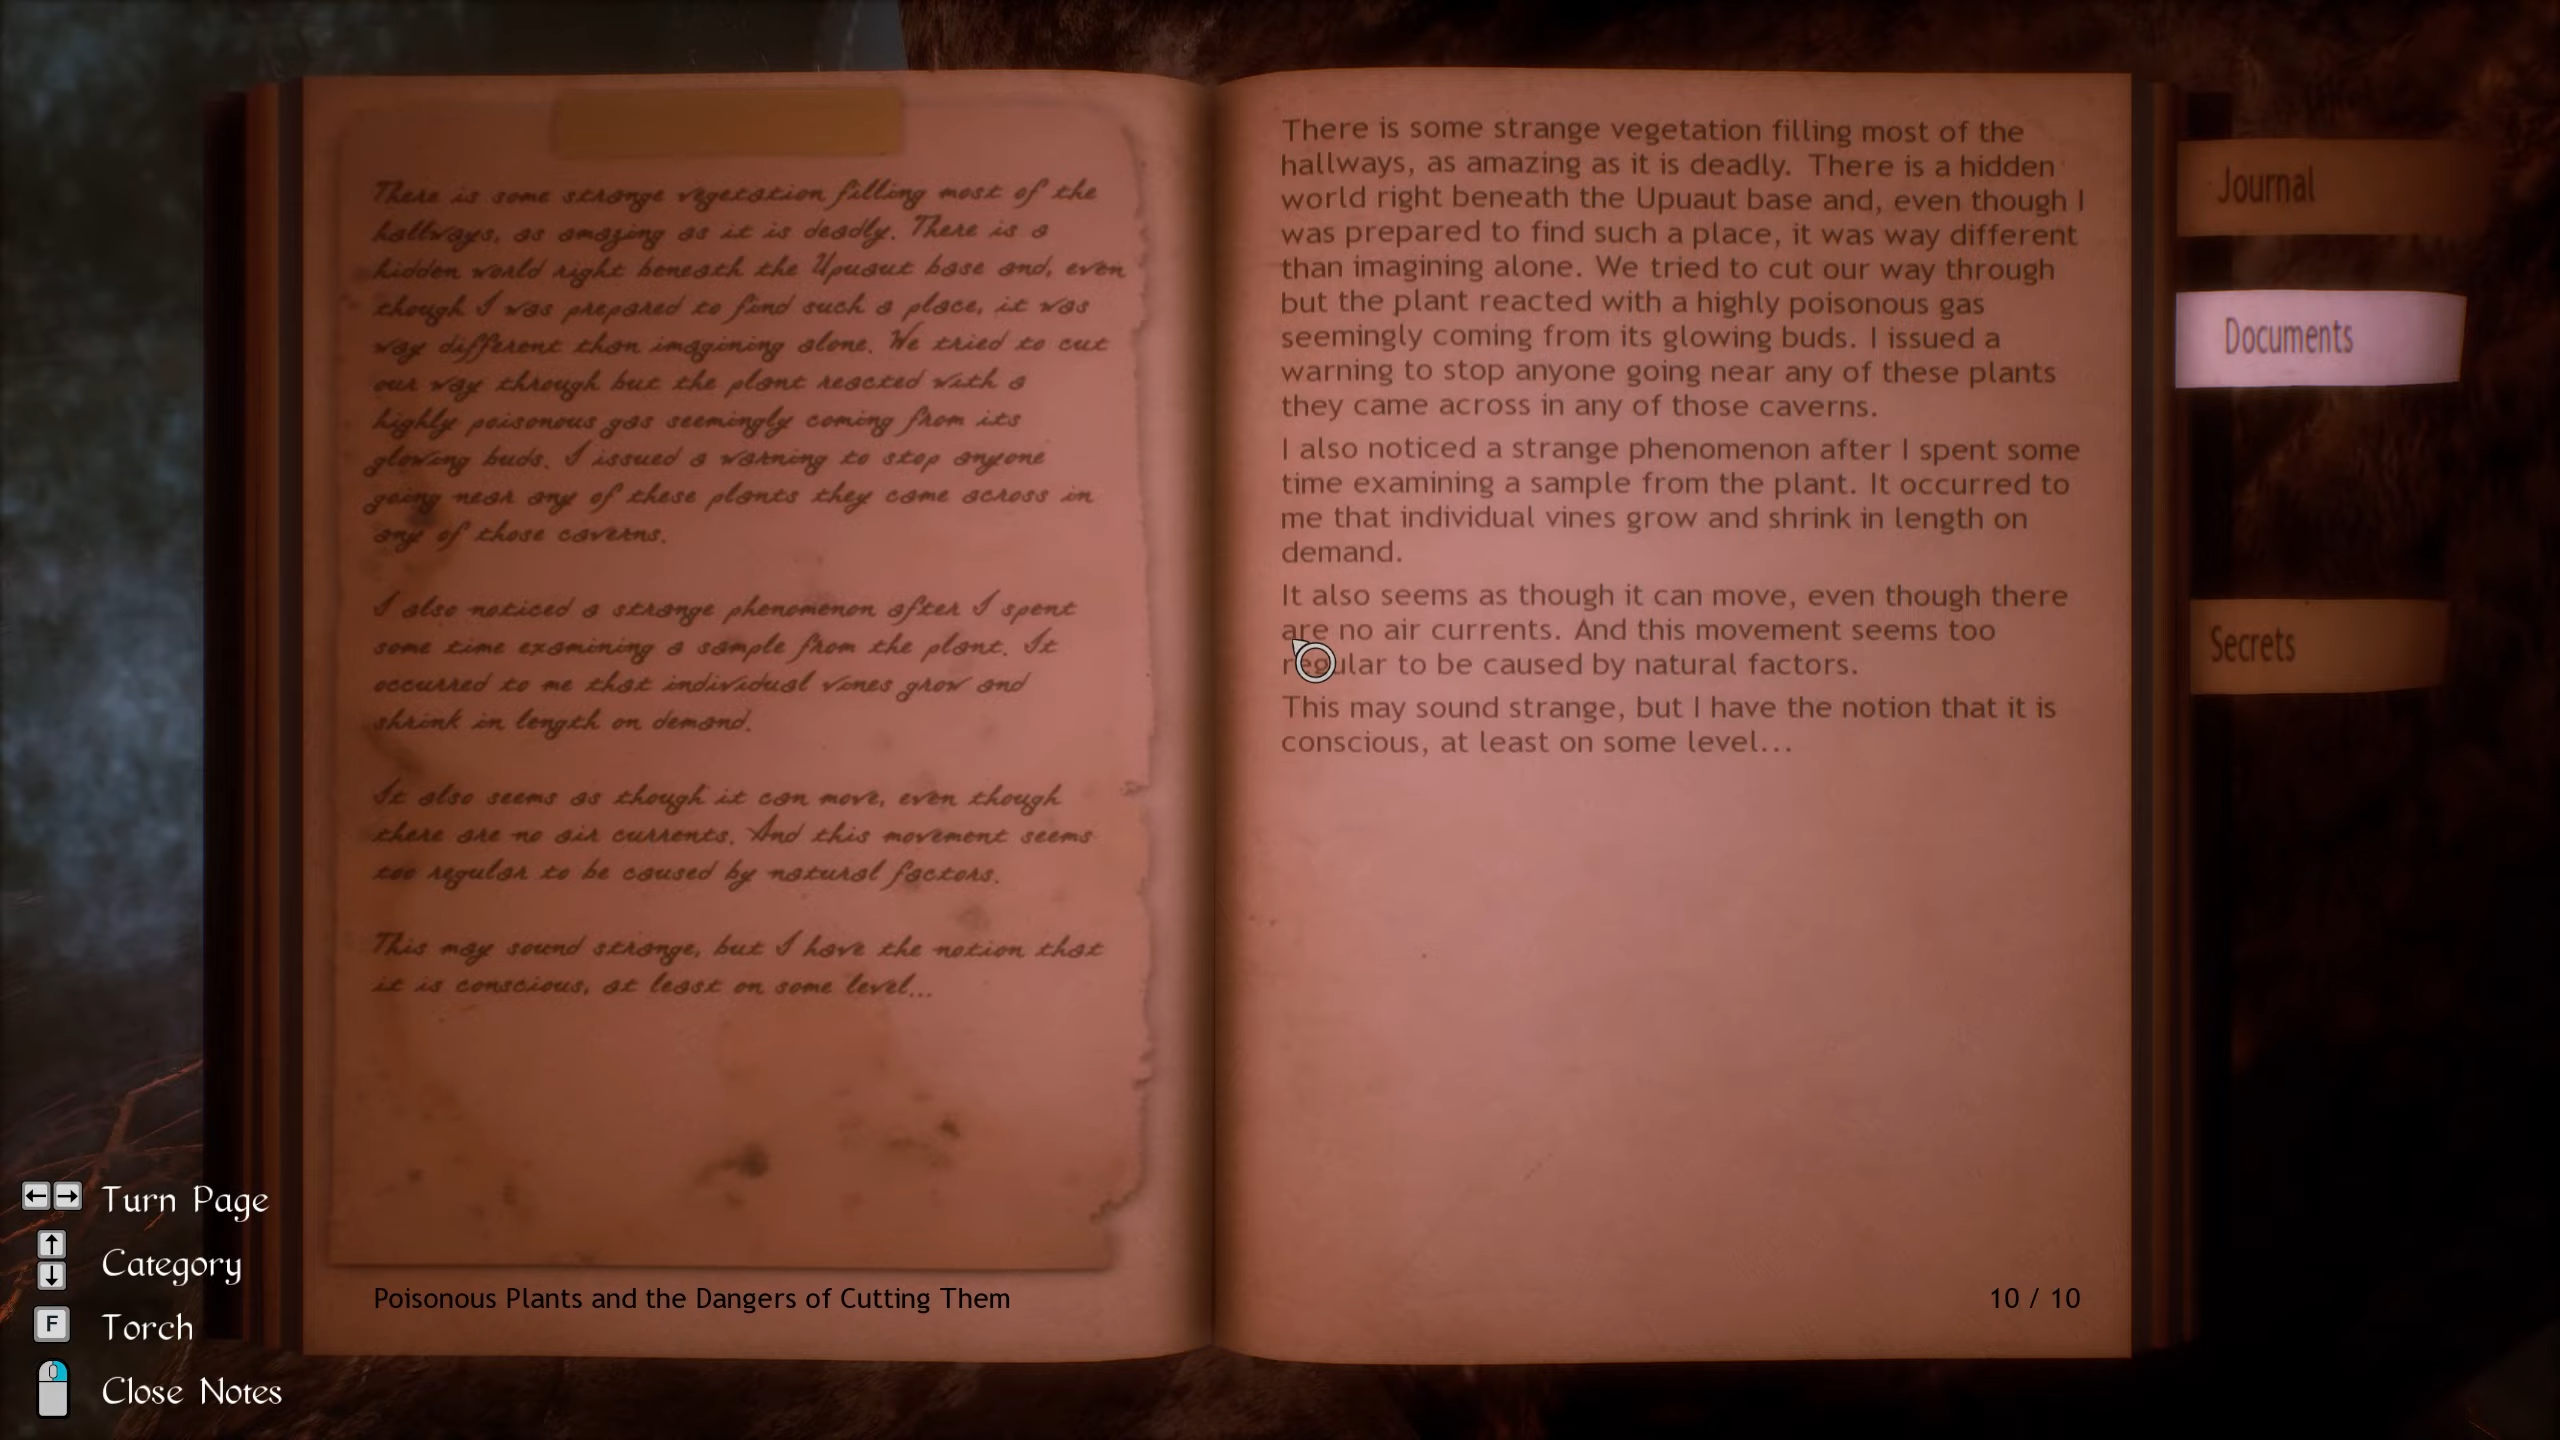 There is some strange vegetation filling most of the
hallways, as amazing as it is deadly. There is a
hidden world right beneath the Upuaut base and, even
though I was prepared to find such a place, it was
way different than imagining alone. We tried to cut
our way through but the plant reacted with a
highly poisonous gas seemingly coming from its
glowing buds. I issued a warning to stop anyone
going near any of these plants they came across in
any of those caverns.
I also noticed a strange phenomenon after I spent
some time examining a sample from the plant. It
occurred to me that individual vines grow and
shrink in length on demand.
It also seems as though it can move, even though
there are no air currents. And this movement seems
too regular to be caused by natural factors.
This may sound strange, but I have the notion that
it is conscious, at least on some level...
Poisonous Plants and the Dangers of Cutting Them
There is some strange vegetation filling most of the
hallways, as amazing as it is deadly. There is a hidden
world right beneath the Upuaut base and, even though I
was prepared to find such a place, it was way different
than imagining alone. We tried to cut our way through
but the plant reacted with a highly poisonous gas
seemingly coming from its glowing buds. I issued a
warning to stop anyone going near any of these plants
they came across in any of those caverns.
I also noticed a strange phenomenon after I spent some
time examining a sample from the plant. It occurred to
me that individual vines grow and shrink in length on
demand.
It also seems as though it can move, even though there
are no air currents. And this movement seems too
regular to be caused by natural factors.
This may sound strange, but I have the notion that it is
conscious, at least on some level...
10 / 10
Journal
Documents
Secrets
Turn Page
Category
F Torch
Close Notes